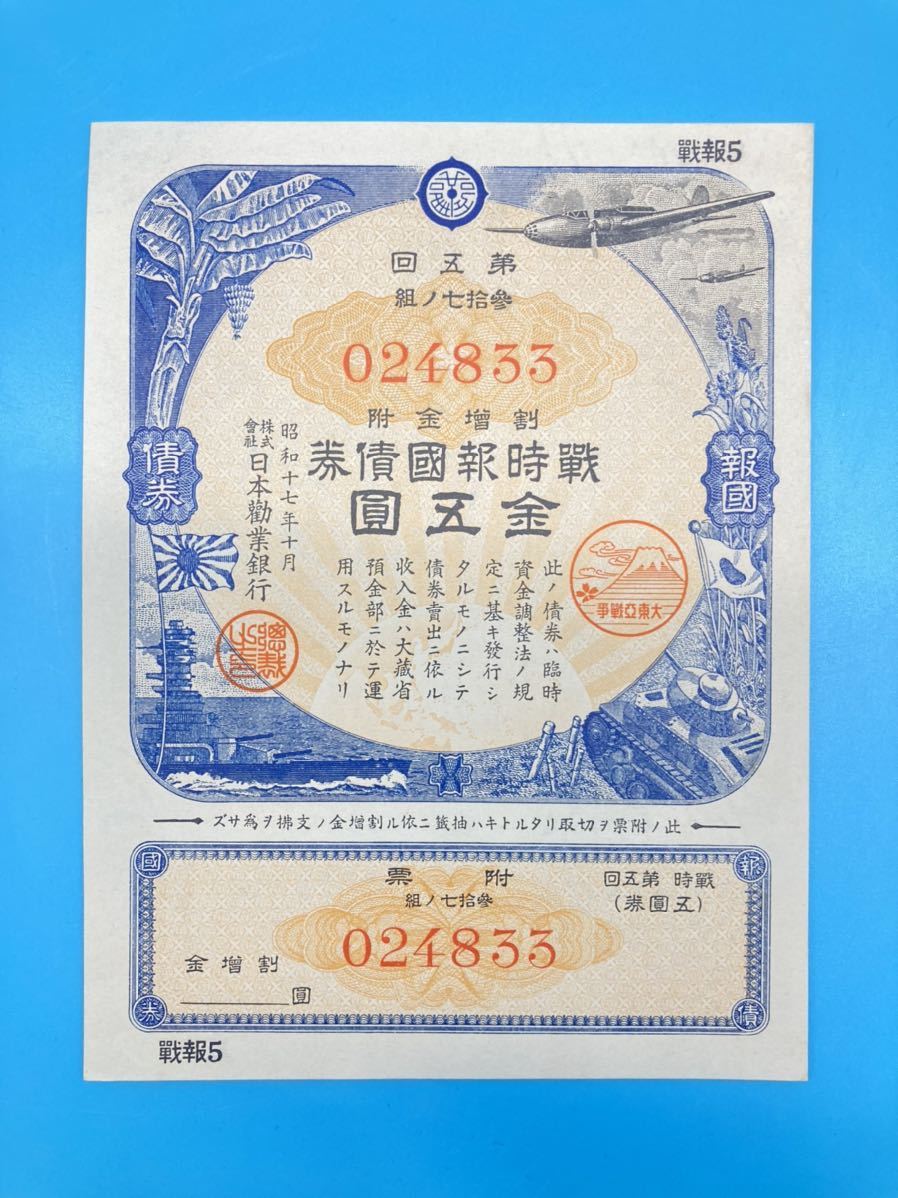 戰報5
第五回
參拾七ノ組
024833
割增金附
戰時報國債券
金五圓
報國
債券
此ノ債券ハ臨時
資金調整法ノ規
定ニ基キ發行シ
タルモノニシテ
債券賣出ニ依ル
收入金ハ大藏省
預金部ニ於テ運
用スルモノナリ
大東亞戰爭
昭和十七年十月
株式會社日本勸業銀行
總裁之印
此ノ附票ヲ切取リタルトキハ抽籤ニ依ル割增金ノ支拂ヲ爲サズ
報
國
債
券
戰時 第五回
(五圓券)
附票
參拾七ノ組
024833
割增金
圓
戰報5